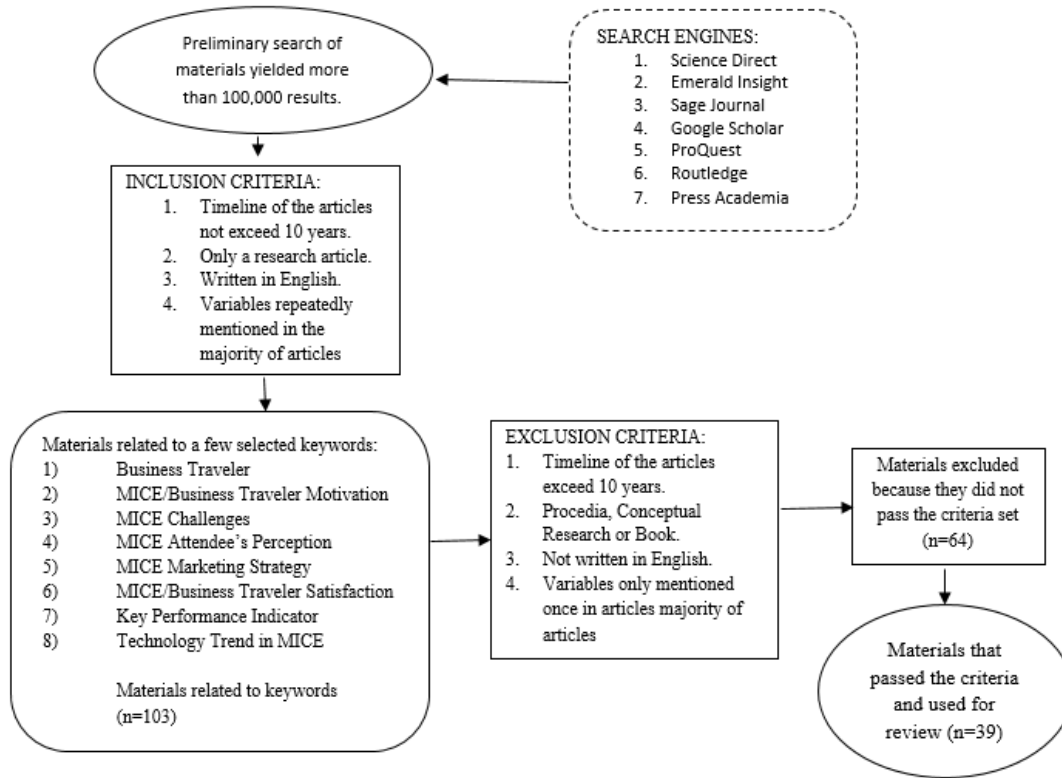 Preliminary search of
materials yielded more
than 100,000 results.
SEARCH ENGINES:
1. Science Direct
2. Emerald Insight
3. Sage Journal
4. Google Scholar
5. ProQuest
6. Routledge
7. Press Academia
INCLUSION CRITERIA:
1. Timeline of the articles
not exceed 10 years.
2. Only a research article.
3. Written in English.
4. Variables repeatedly
mentioned in the
majority of articles
Materials related to a few selected keywords:
1) Business Traveler
2) MICE/Business Traveler Motivation
3) MICE Challenges
4) MICE Attendee's Perception
5) MICE Marketing Strategy
6) MICE/Business Traveler Satisfaction
7) Key Performance Indicator
8) Technology Trend in MICE
Materials related to keywords
(n=103)
EXCLUSION CRITERIA:
1. Timeline of the articles
exceed 10 years.
2. Procedia, Conceptual
Research or Book.
3. Not written in English.
4. Variables only mentioned
once in articles majority of
articles
Materials excluded
because they did not
pass the criteria set
(n=64)
Materials that
passed the criteria
and used for
review (n=39)